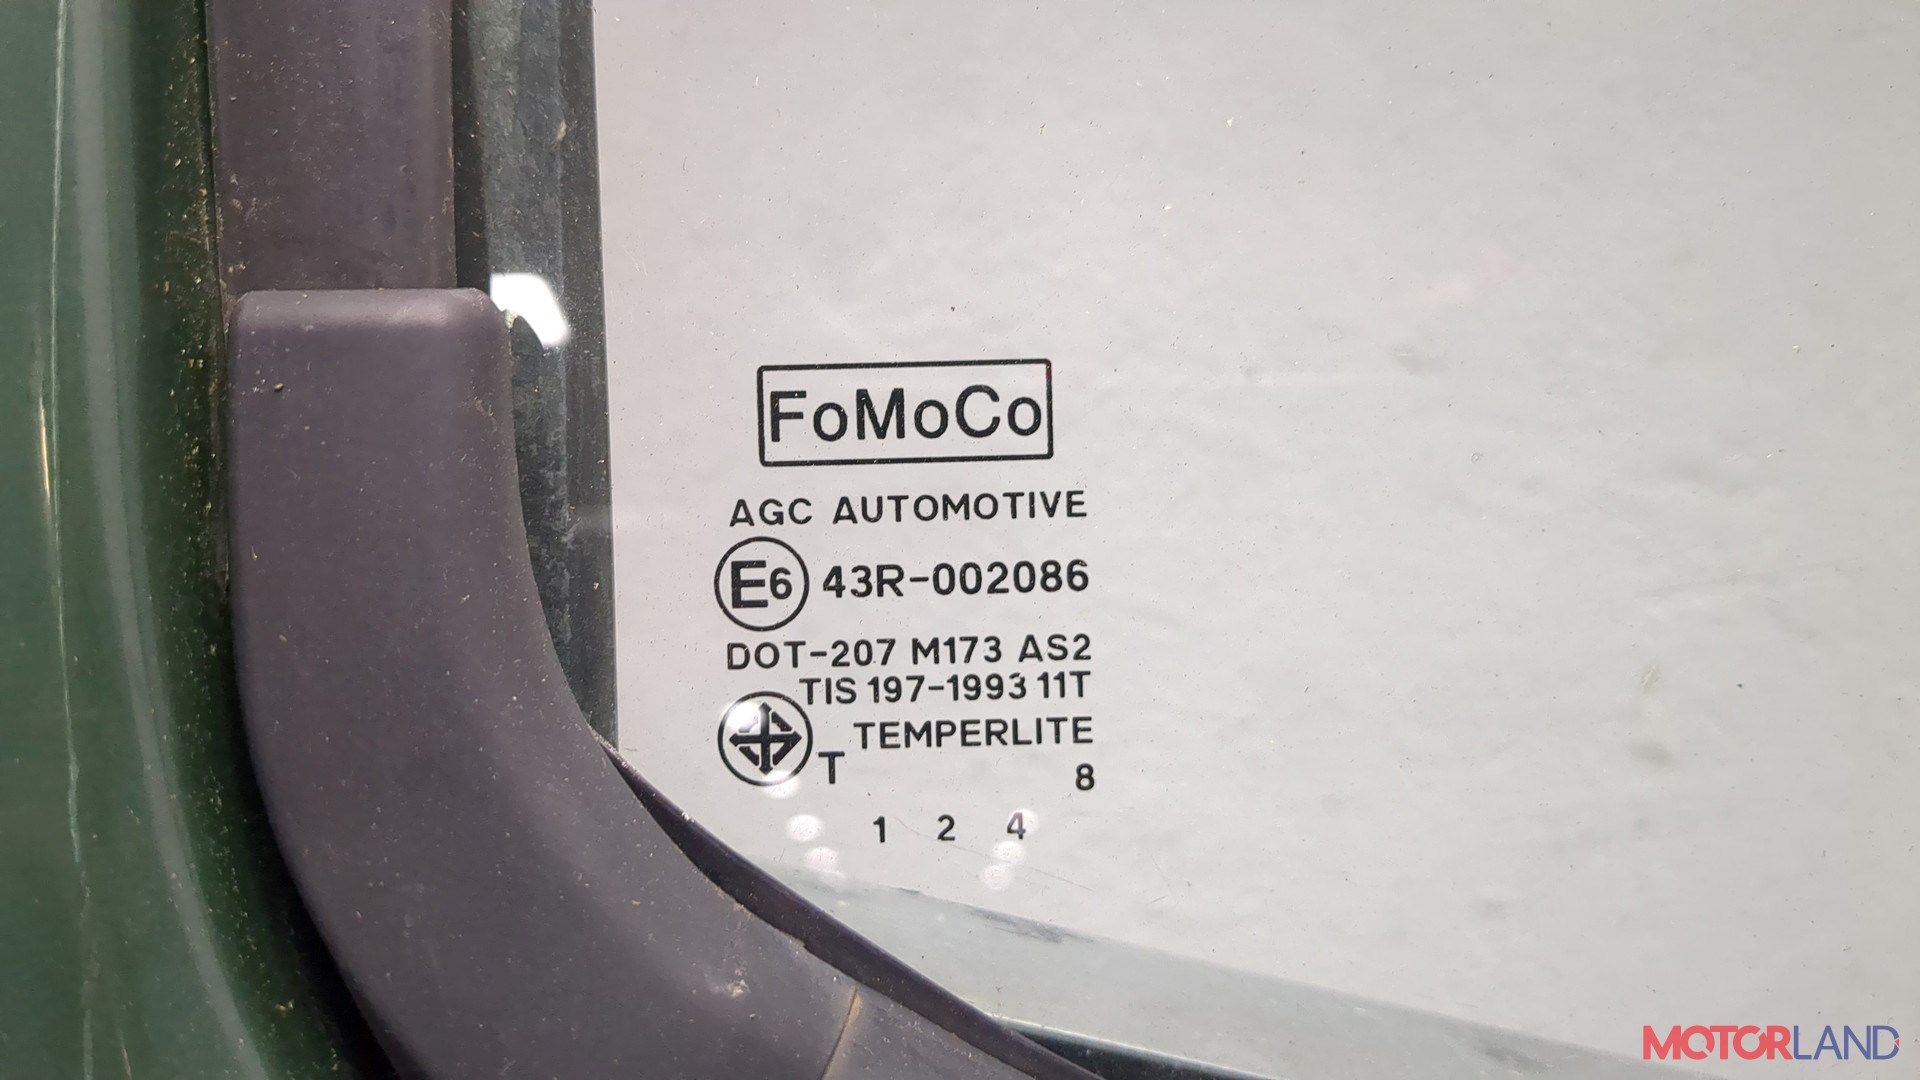 FoMoCo
AGC AUTOMOTIVE
E6 43R-002086
DOT-207 M173 AS2
TIS 197-1993 11T
T TEMPERLITE
8
1 2 4
MOTORLAND